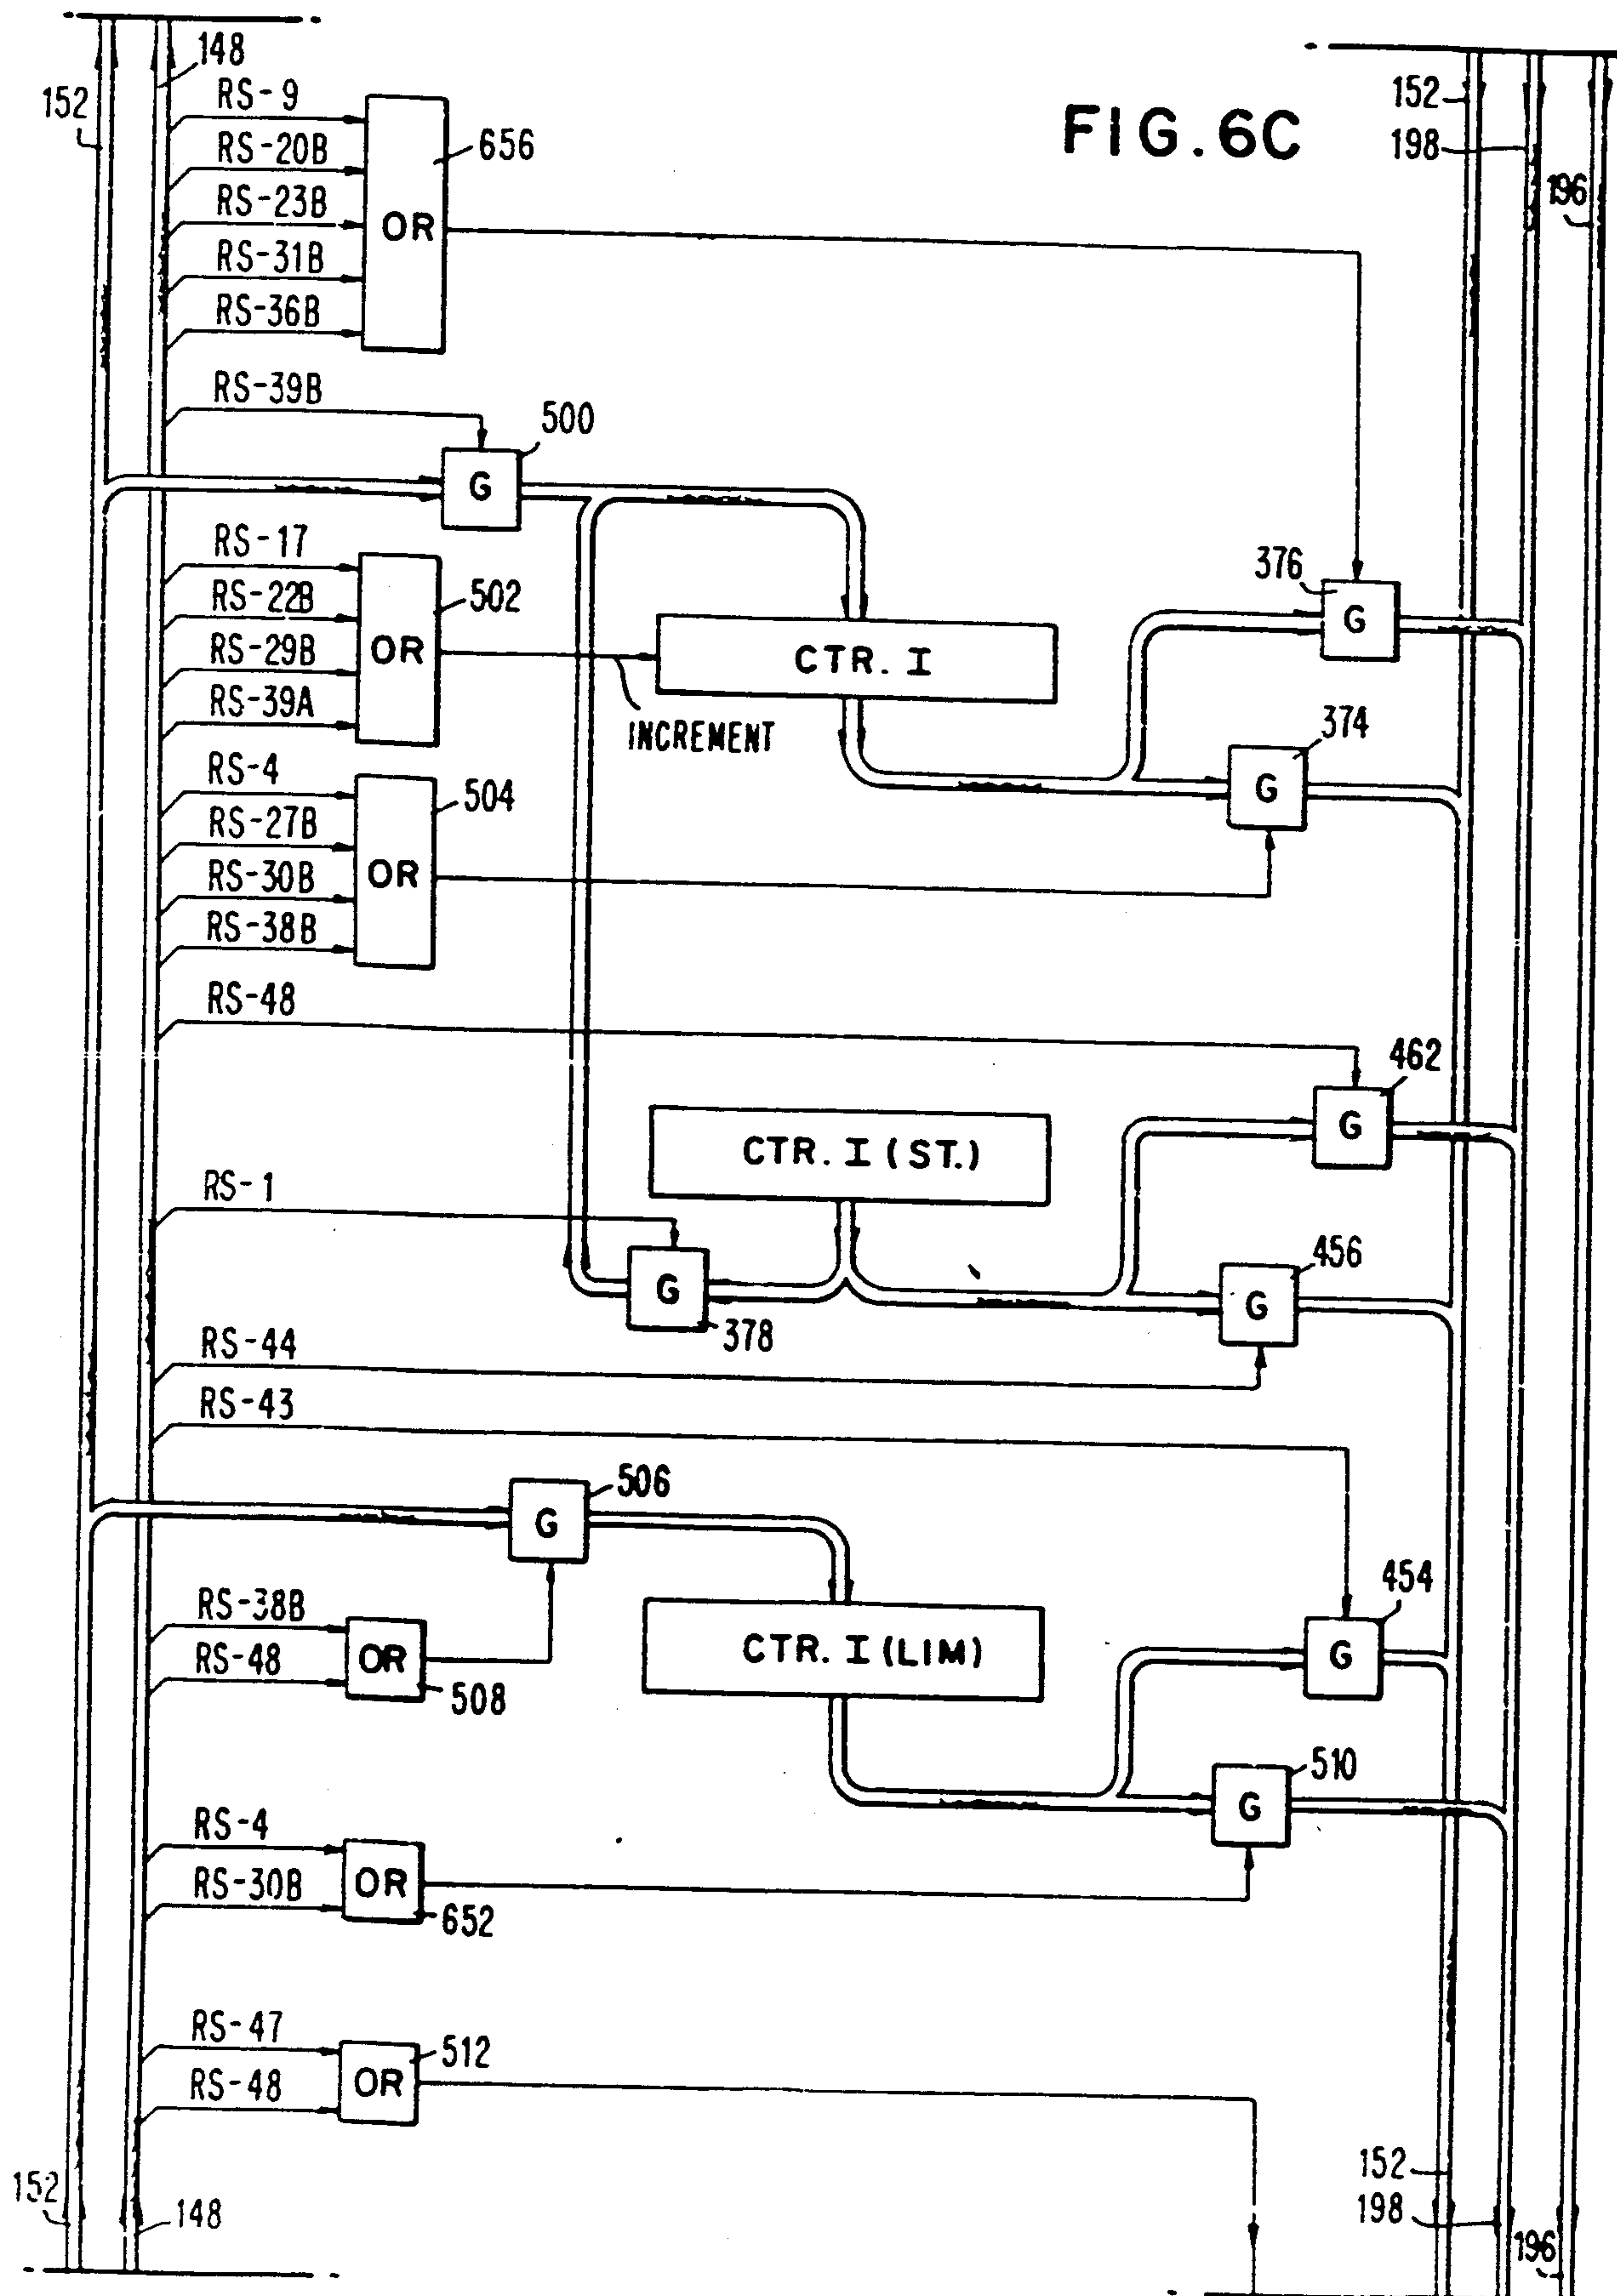 FIG. 6C
152
148
RS-9
RS-20B
RS-23B
RS-31B
RS-36B
OR
656
152
198
196
RS-39B
500
G
RS-17
RS-22B
RS-29B
RS-39A
OR
502
INCREMENT
CTR. I
376
G
374
G
RS-4
RS-27B
RS-30B
RS-38B
OR
504
RS-48
462
G
CTR. I (ST.)
RS-1
G
378
456
G
RS-44
RS-43
506
G
RS-38B
RS-48
OR
508
CTR. I (LIM)
454
G
510
G
RS-4
RS-30B
OR
652
RS-47
RS-48
OR
512
152
148
152
198
196